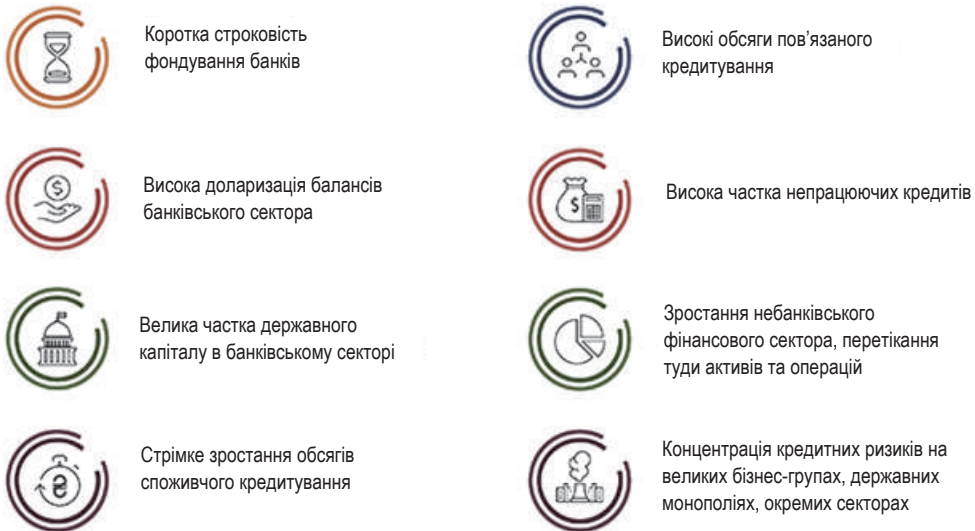 Коротка строковість
фондування банків
Високі обсяги пов’язаного
кредитування
Висока доларизація балансів
банківського сектора
Висока частка непрацюючих кредитів
Велика частка державного
капіталу в банківському секторі
Зростання небанківського
фінансового сектора, перетікання
туди активів та операцій
Стрімке зростання обсягів
споживчого кредитування
Концентрація кредитних ризиків на
великих бізнес-групах, державних
монополіях, окремих секторах